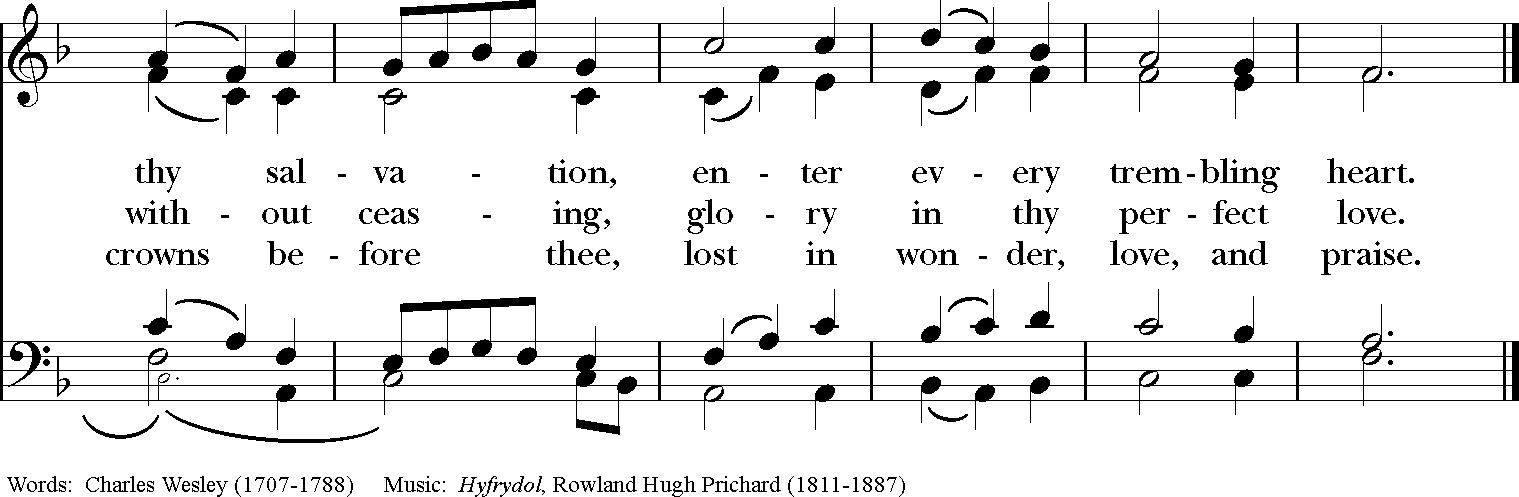 thy sal - va - tion, en - ter ev - ery trem - bling heart.
with - out ceas - ing, glo - ry in thy per - fect love.
crowns be - fore thee, lost in won - der, love, and praise.
Words: Charles Wesley (1707-1788) Music: Hyfrydol, Rowland Hugh Prichard (1811-1887)